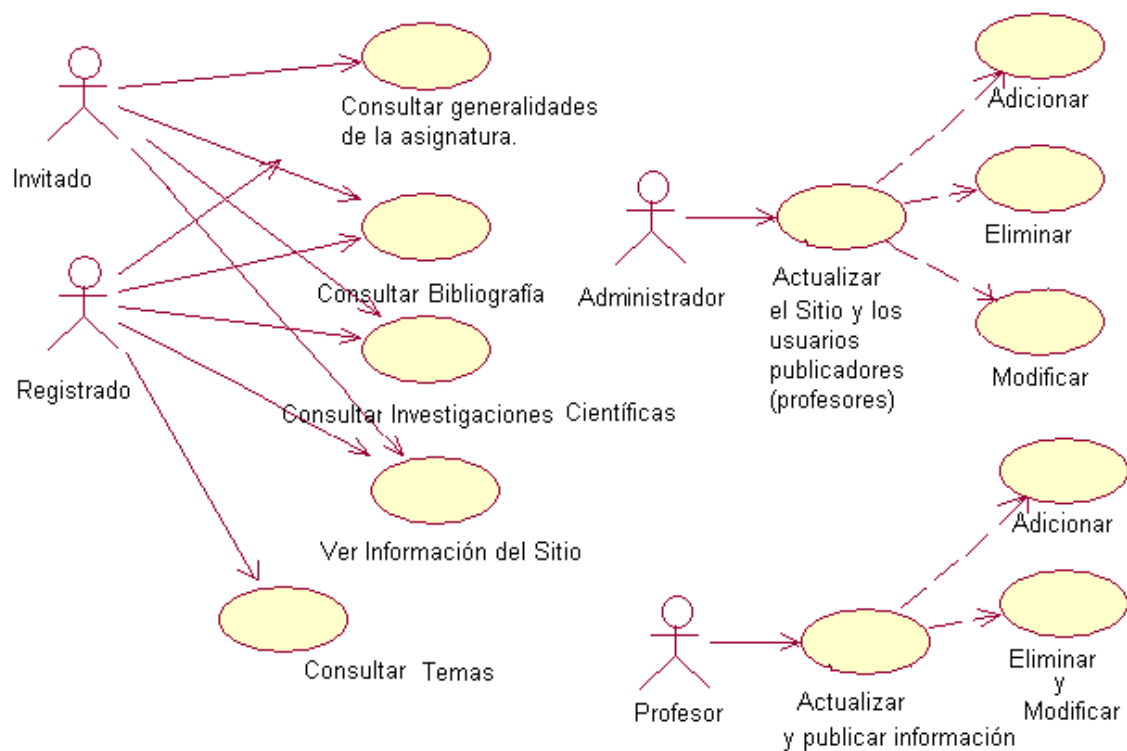 Consultar generalidades
de la asignatura.
Invitado
Consultar Bibliografía
Registrado
Consultar Investigaciones Científicas
Ver Información del Sitio
Consultar Temas
Adicionar
Eliminar
Administrador
Actualizar
el Sitio y los
usuarios
publicadores
(profesores)
Modificar
Adicionar
Profesor
Actualizar
y publicar información
Eliminar
y
Modificar